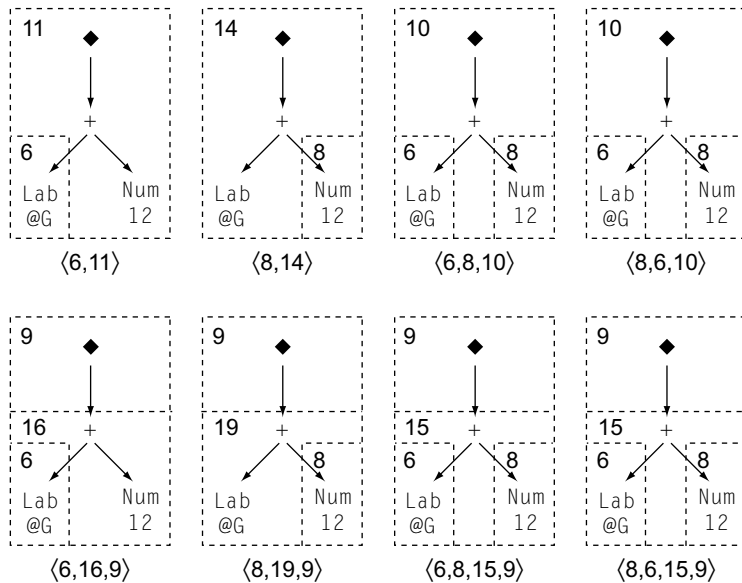 11 14 10 10
◆ ◆ ◆ ◆
+ + + +
6 8 6 8 6 8
Lab Num Lab Num Lab Num Lab Num
@G 12 @G 12 @G 12 @G 12
⟨6,11⟩ ⟨8,14⟩ ⟨6,8,10⟩ ⟨8,6,10⟩
9 9 9 9
◆ ◆ ◆ ◆
16 + 19 + 15 + 15 +
6 8 6 8 6 8
Lab Num Lab Num Lab Num Lab Num
@G 12 @G 12 @G 12 @G 12
⟨6,16,9⟩ ⟨8,19,9⟩ ⟨6,8,15,9⟩ ⟨8,6,15,9⟩